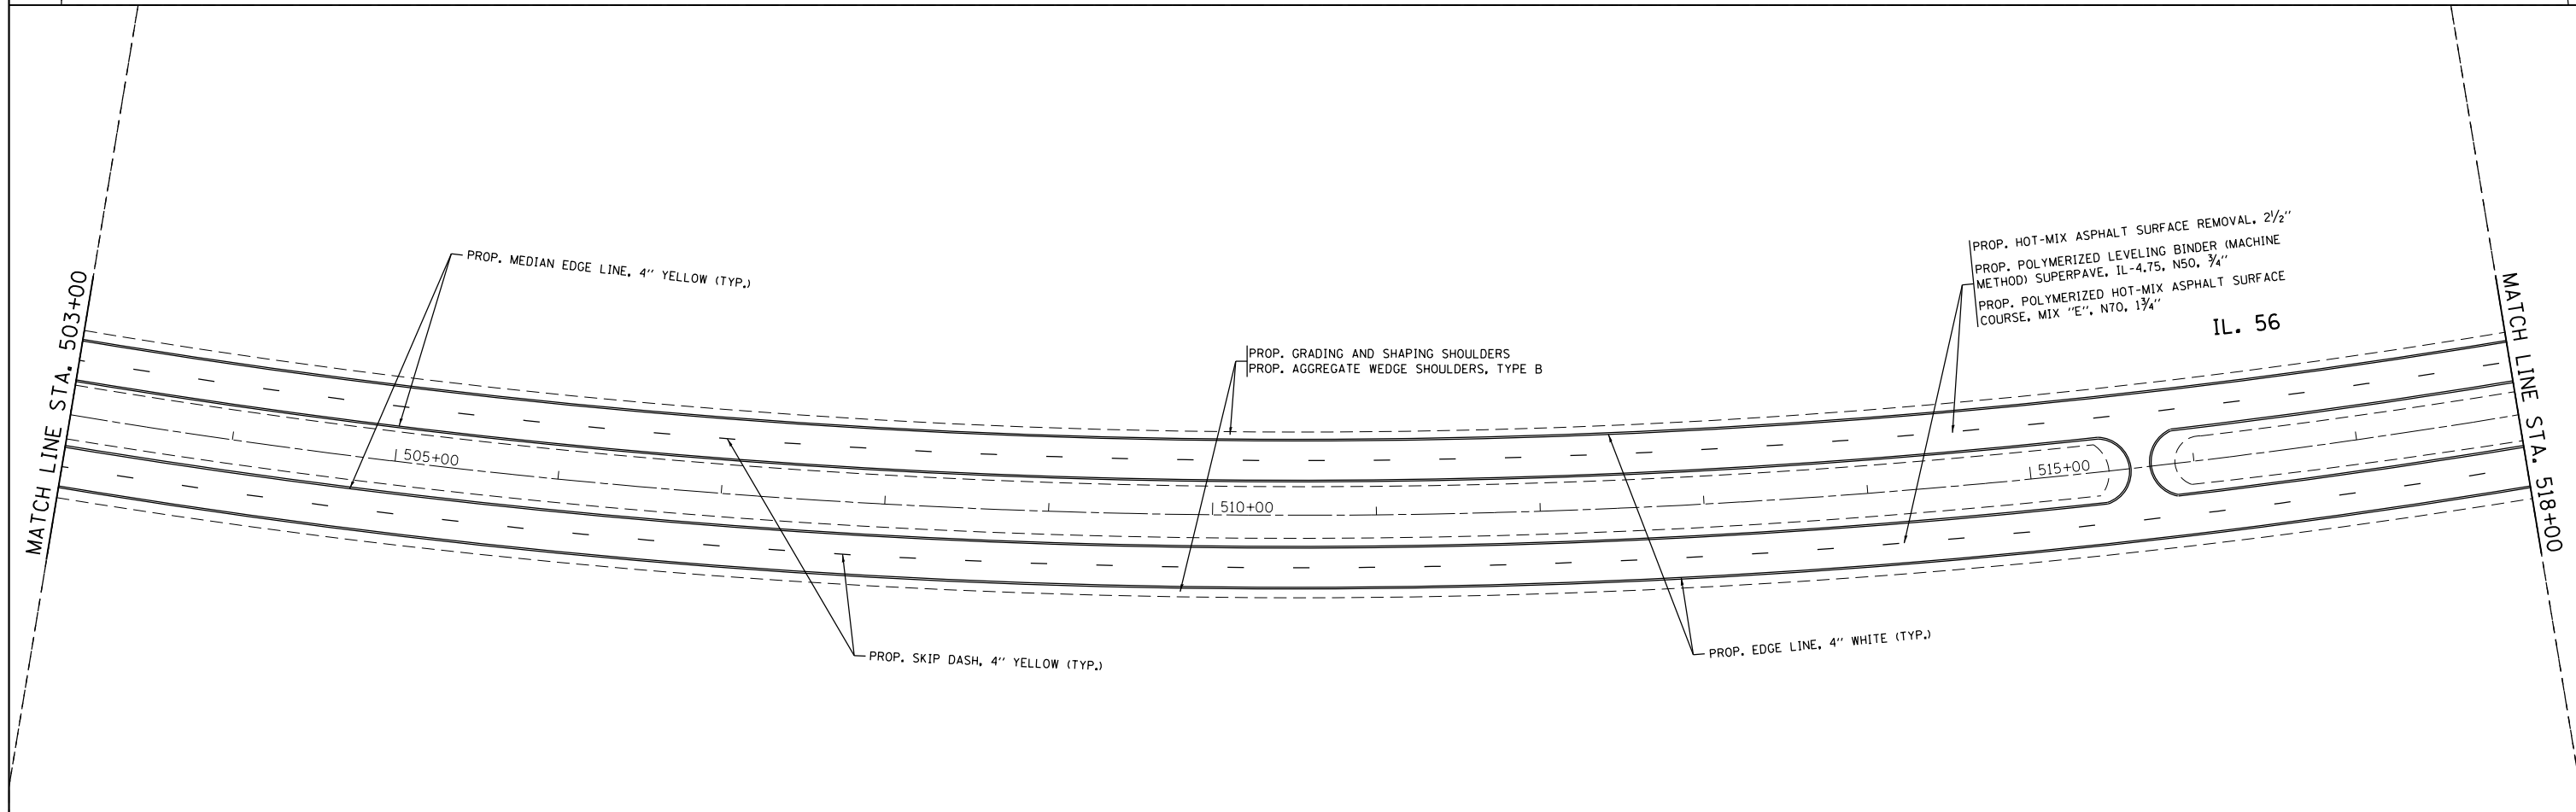 MATCH LINE STA. 503+00
PROP. MEDIAN EDGE LINE, 4'' YELLOW (TYP.)
PROP. GRADING AND SHAPING SHOULDERS
PROP. AGGREGATE WEDGE SHOULDERS, TYPE B
PROP. HOT-MIX ASPHALT SURFACE REMOVAL, 2½''
PROP. POLYMERIZED LEVELING BINDER (MACHINE
METHOD) SUPERPAVE, IL-4.75, N50, ¾''
PROP. POLYMERIZED HOT-MIX ASPHALT SURFACE
COURSE, MIX "E", N70, 1¾''
IL. 56
505+00
510+00
515+00
PROP. SKIP DASH, 4'' YELLOW (TYP.)
PROP. EDGE LINE, 4'' WHITE (TYP.)
MATCH LINE STA. 518+00